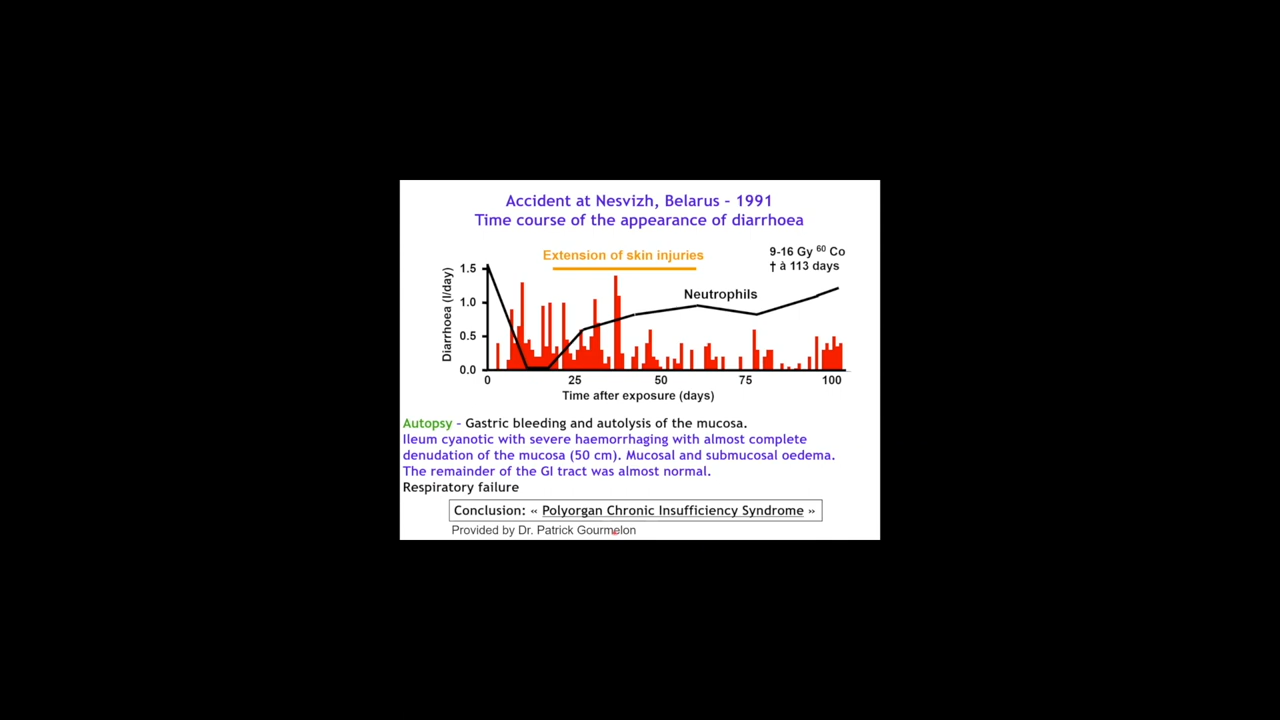 Accident at Nesvizh, Belarus – 1991
Time course of the appearance of diarrhoea
Extension of skin injuries
9-16 Gy 60 Co
† à 113 days
Neutrophils
Diarrhoea (l/day)
1.5
1.0
0.5
0.0
0 25 50 75 100
Time after exposure (days)
Autopsy – Gastric bleeding and autolysis of the mucosa.
Ileum cyanotic with severe haemorrhaging with almost complete
denudation of the mucosa (50 cm). Mucosal and submucosal oedema.
The remainder of the GI tract was almost normal.
Respiratory failure
Conclusion: « Polyorgan Chronic Insufficiency Syndrome »
Provided by Dr. Patrick Gourmelon